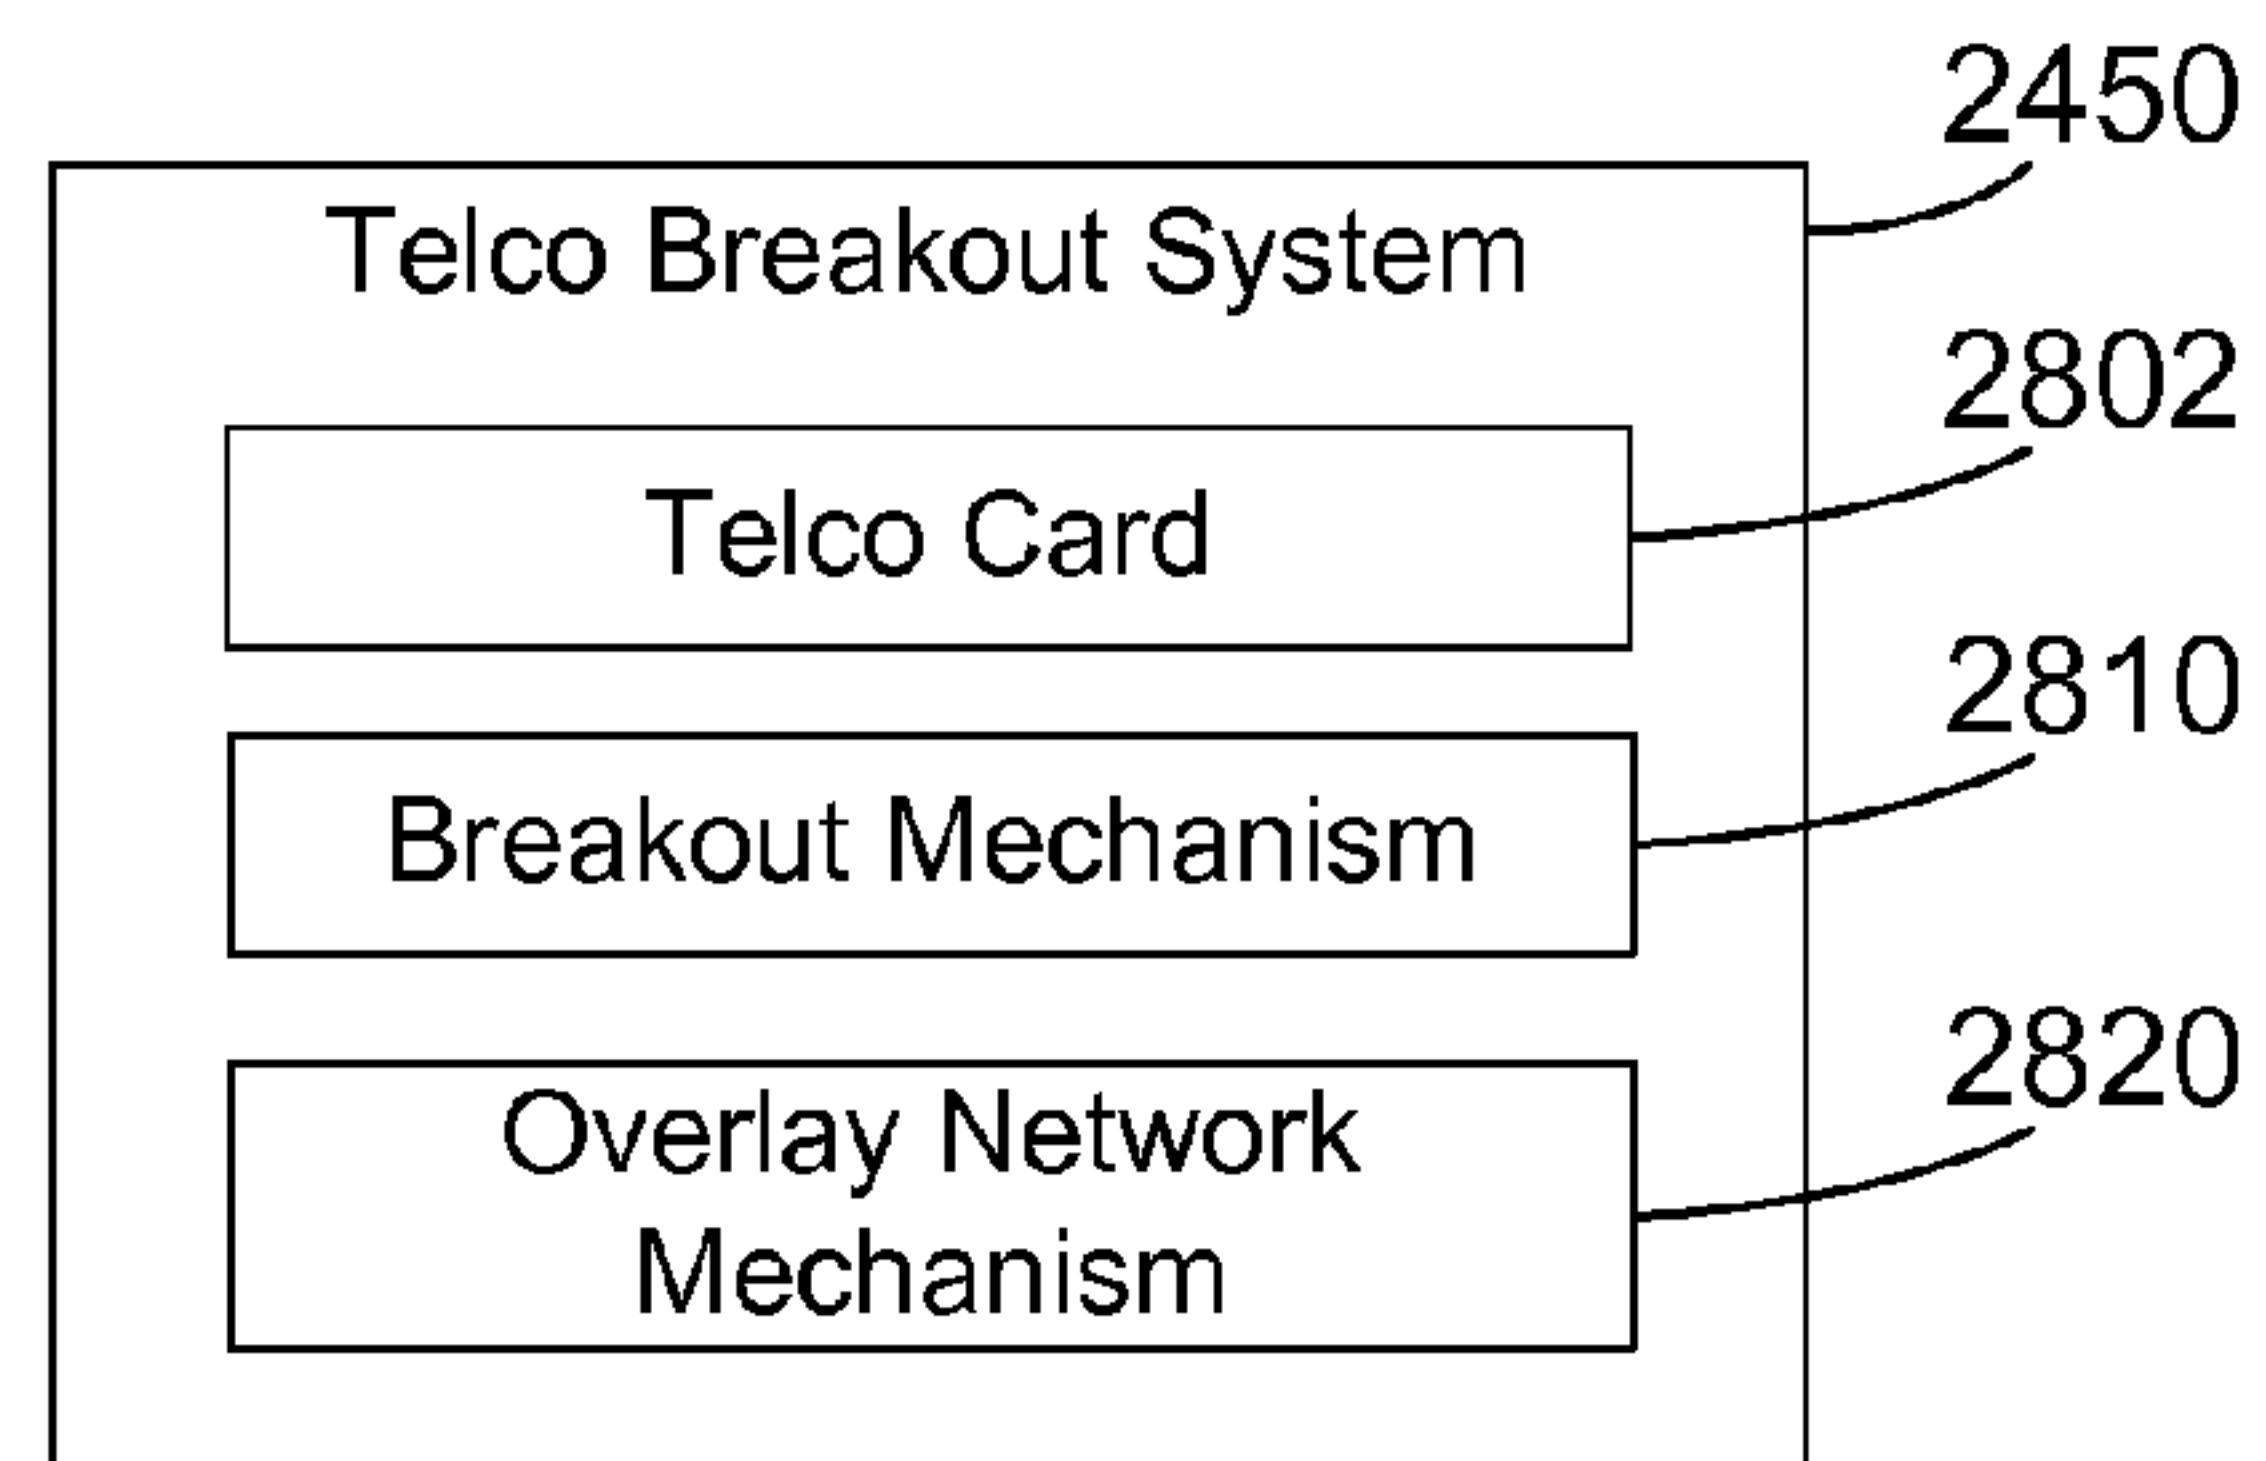 2450
Telco Breakout System
2802
Telco Card
2810
Breakout Mechanism
2820
Overlay Network
Mechanism